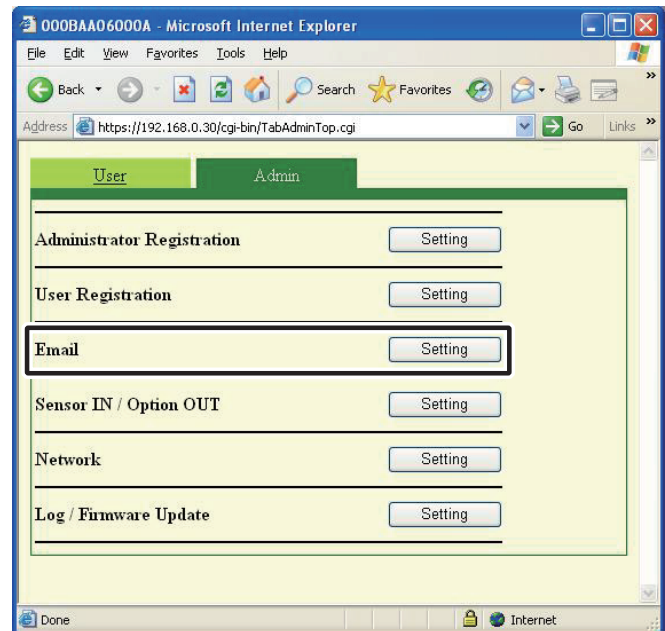 000BAA06000A - Microsoft Internet Explorer
File Edit View Favorites Tools Help
Back Search Favorites »
Address https://192.168.0.30/cgi-bin/TabAdminTop.cgi Go Links »
User Admin
Administrator Registration Setting
User Registration Setting
Email Setting
Sensor IN / Option OUT Setting
Network Setting
Log / Firmware Update Setting
Done Internet